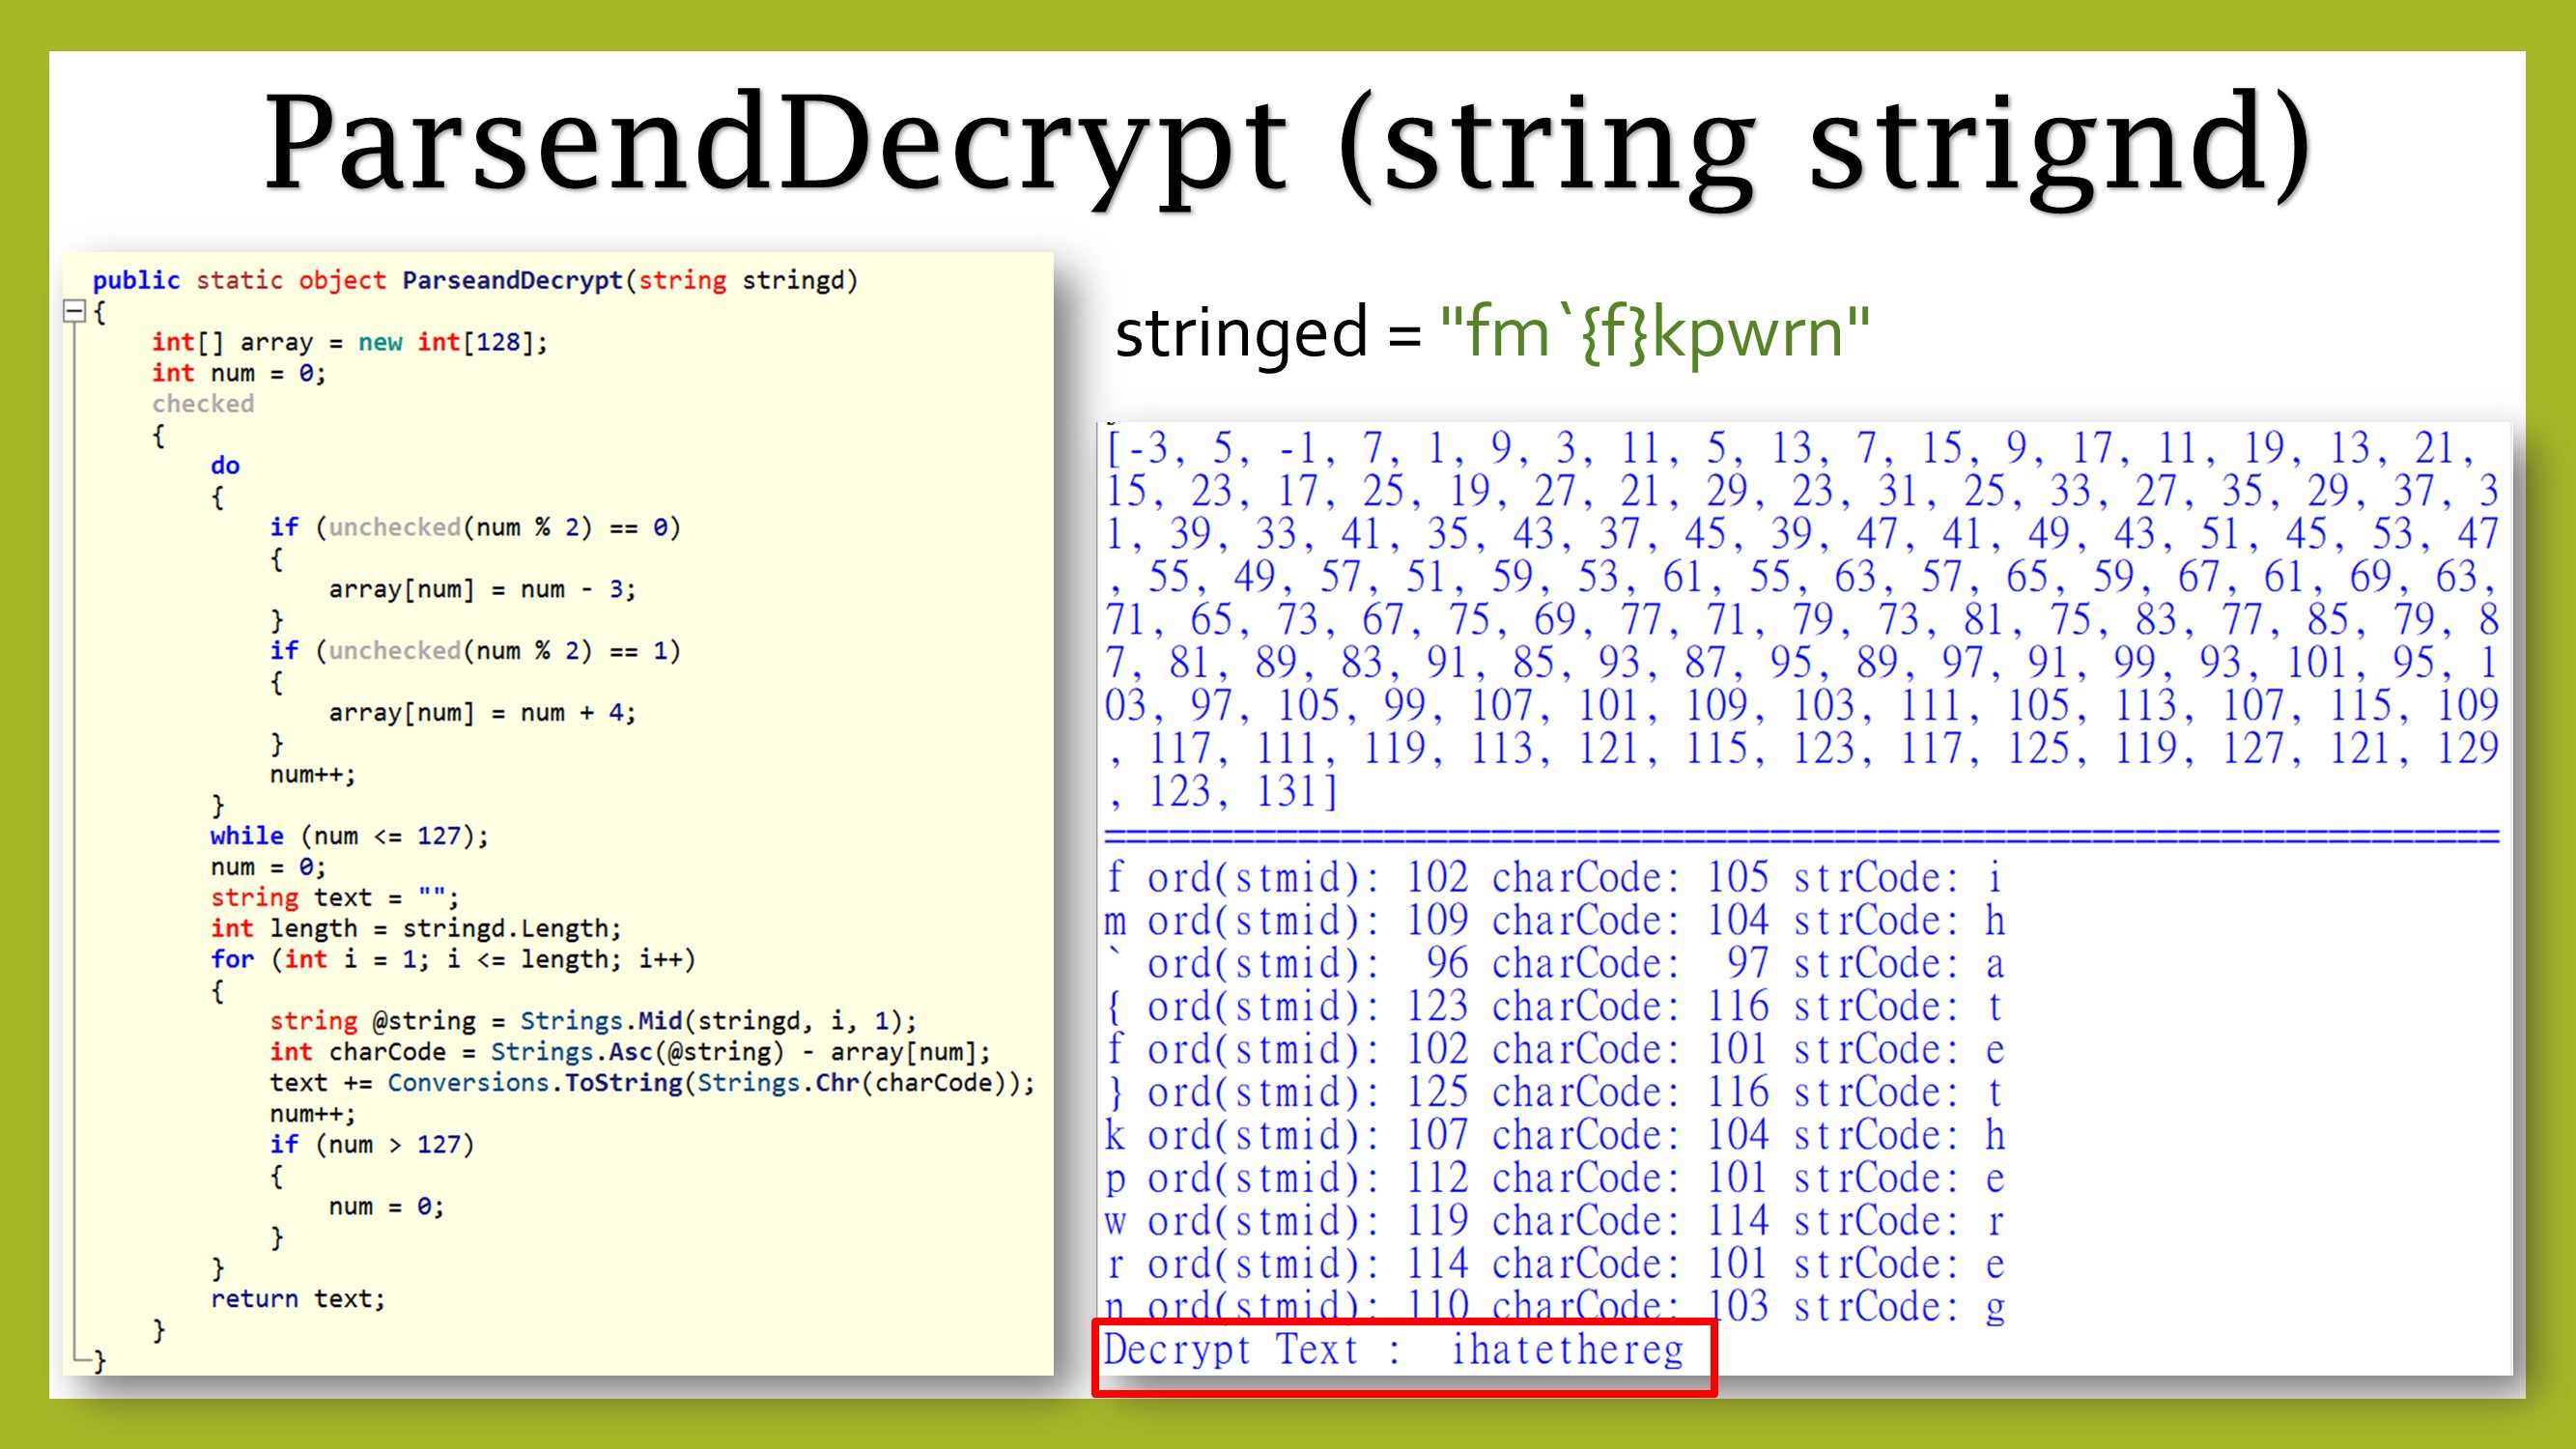 ParsendDecrypt (string strignd)
public static object ParseandDecrypt(string stringd)
{
int[] array = new int[128];
int num = 0;
checked
{
do
{
if (unchecked(num % 2) == 0)
{
array[num] = num - 3;
}
if (unchecked(num % 2) == 1)
{
array[num] = num + 4;
}
num++;
}
while (num <= 127);
num = 0;
string text = "";
int length = stringd.Length;
for (int i = 1; i <= length; i++)
{
string @string = Strings.Mid(stringd, i, 1);
int charCode = Strings.Asc(@string) - array[num];
text += Conversions.ToString(Strings.Chr(charCode));
num++;
if (num > 127)
{
num = 0;
}
}
return text;
}
}
stringed = "fm`{f}kpwrn"
[-3, 5, -1, 7, 1, 9, 3, 11, 5, 13, 7, 15, 9, 17, 11, 19, 13, 21,
15, 23, 17, 25, 19, 27, 21, 29, 23, 31, 25, 33, 27, 35, 29, 37, 3
1, 39, 33, 41, 35, 43, 37, 45, 39, 47, 41, 49, 43, 51, 45, 53, 47
, 55, 49, 57, 51, 59, 53, 61, 55, 63, 57, 65, 59, 67, 61, 69, 63,
71, 65, 73, 67, 75, 69, 77, 71, 79, 73, 81, 75, 83, 77, 85, 79, 8
7, 81, 89, 83, 91, 85, 93, 87, 95, 89, 97, 91, 99, 93, 101, 95, 1
03, 97, 105, 99, 107, 101, 109, 103, 111, 105, 113, 107, 115, 109
, 117, 111, 119, 113, 121, 115, 123, 117, 125, 119, 127, 121, 129
, 123, 131]
=================================================================
f ord(stmid): 102 charCode: 105 strCode: i
m ord(stmid): 109 charCode: 104 strCode: h
` ord(stmid): 96 charCode: 97 strCode: a
{ ord(stmid): 123 charCode: 116 strCode: t
f ord(stmid): 102 charCode: 101 strCode: e
} ord(stmid): 125 charCode: 116 strCode: t
k ord(stmid): 107 charCode: 104 strCode: h
p ord(stmid): 112 charCode: 101 strCode: e
w ord(stmid): 119 charCode: 114 strCode: r
r ord(stmid): 114 charCode: 101 strCode: e
n ord(stmid): 110 charCode: 103 strCode: g
Decrypt Text : ihatethereg